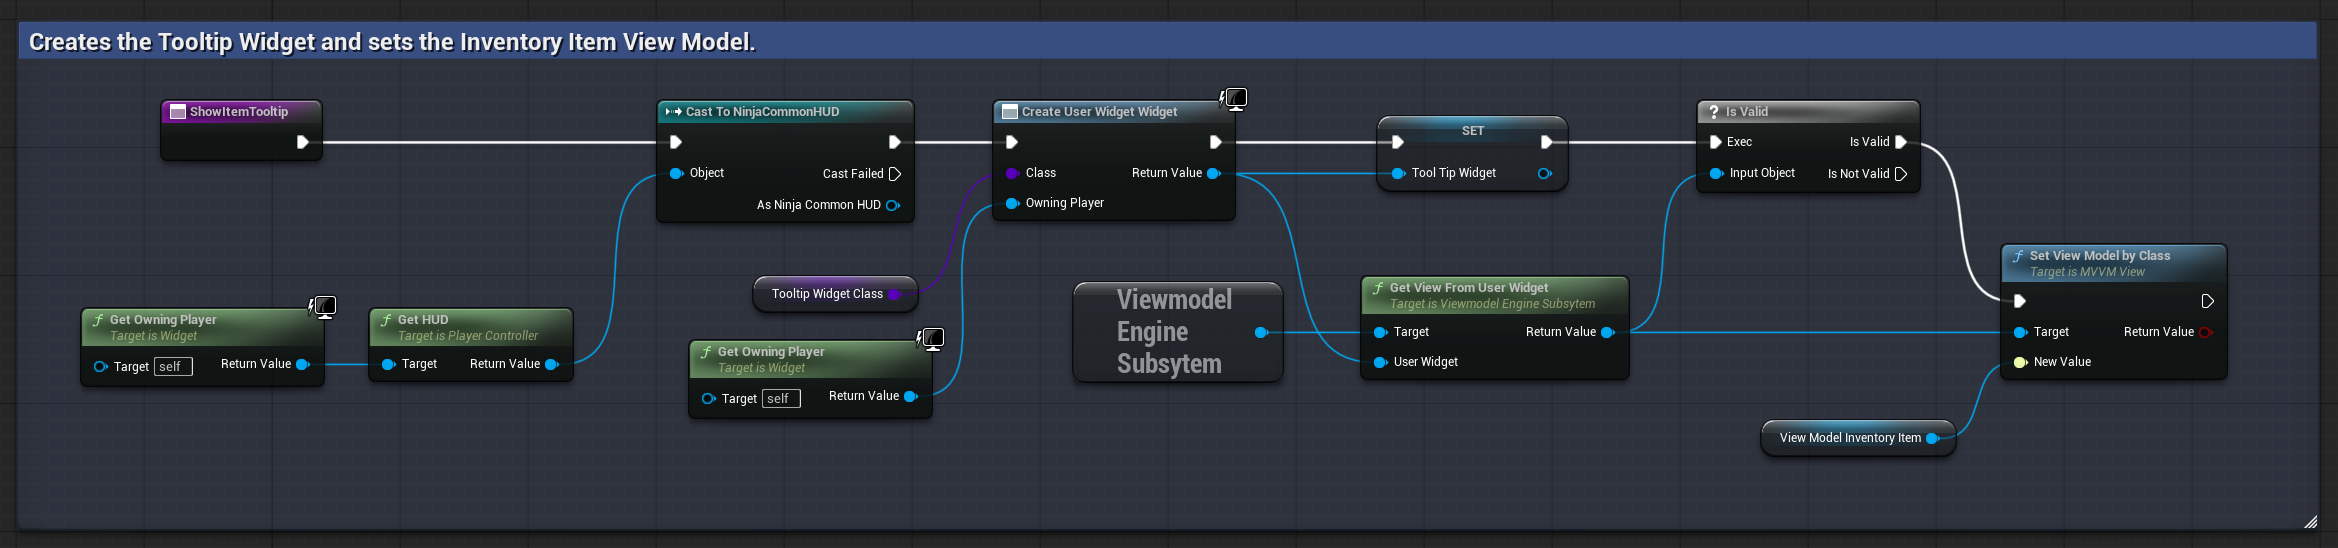 Creates the Tooltip Widget and sets the Inventory Item View Model.
ShowItemTooltip
Cast To NinjaCommonHUD
Object
Cast Failed
As Ninja Common HUD
Create User Widget Widget
Class
Return Value
Owning Player
SET
Tool Tip Widget
? Is Valid
Exec
Is Valid
Input Object
Is Not Valid
Tooltip Widget Class
f Get Owning Player
Target is Widget
Target self
Return Value
f Get HUD
Target is Player Controller
Target
Return Value
f Get Owning Player
Target is Widget
Target self
Return Value
Viewmodel
Engine
Subsytem
f Get View From User Widget
Target is Viewmodel Engine Subsytem
Target
Return Value
User Widget
f Set View Model by Class
Target is MVVM View
Target
Return Value
New Value
View Model Inventory Item